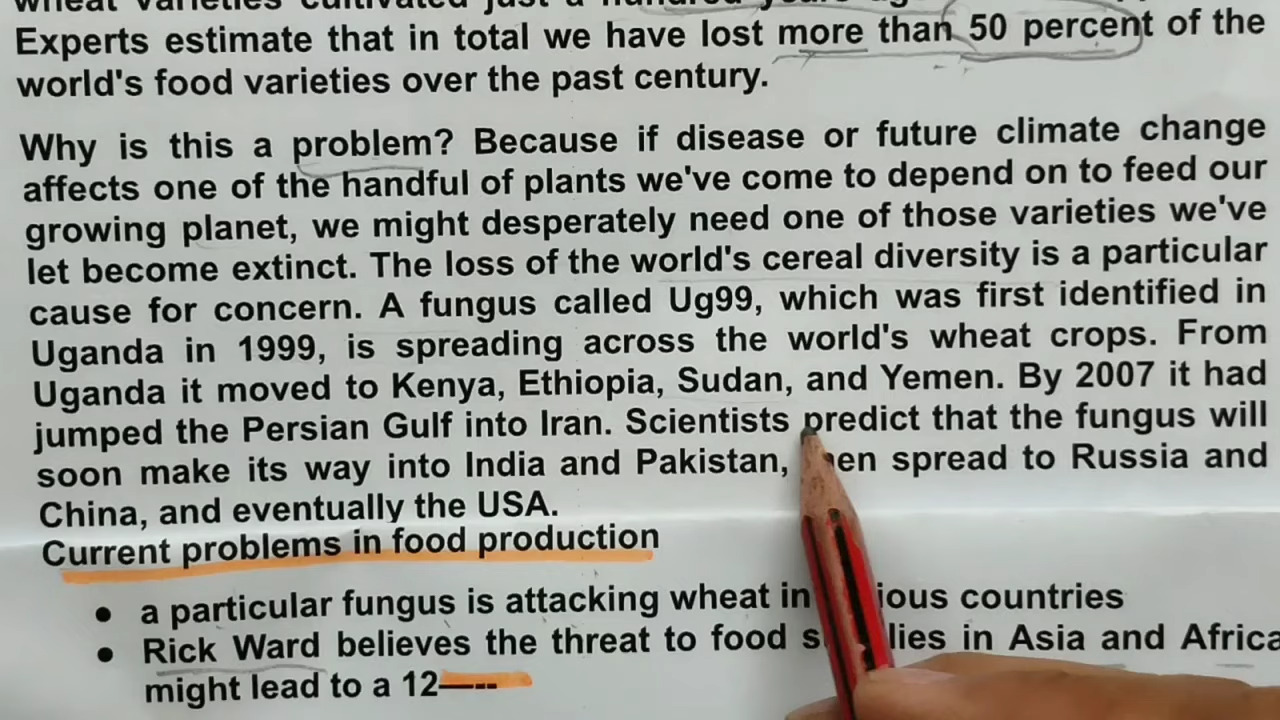 wheat varieties cultivated just a hundred years ag
Experts estimate that in total we have lost more than 50 percent of the
world's food varieties over the past century.
Why is this a problem? Because if disease or future climate change
affects one of the handful of plants we've come to depend on to feed our
growing planet, we might desperately need one of those varieties we've
let become extinct. The loss of the world's cereal diversity is a particular
cause for concern. A fungus called Ug99, which was first identified in
Uganda in 1999, is spreading across the world's wheat crops. From
Uganda it moved to Kenya, Ethiopia, Sudan, and Yemen. By 2007 it had
jumped the Persian Gulf into Iran. Scientists predict that the fungus will
soon make its way into India and Pakistan, spread to Russia and
China, and eventually the USA.
Current problems in food production
• a particular fungus is attacking wheat in countries
• Rick Ward believes the threat to food in Asia and Africa
might lead to a 12—---